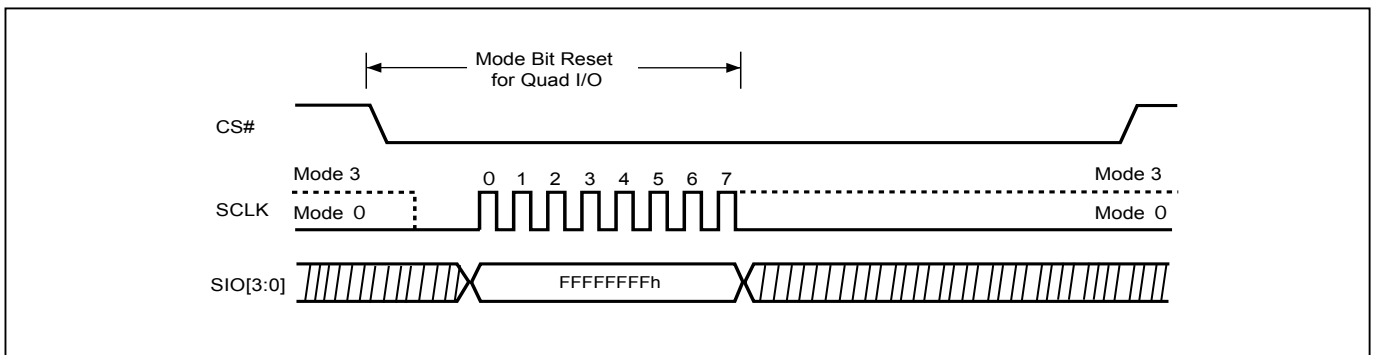 Mode Bit Reset
for Quad I/O
CS#
Mode 3
0 1 2 3 4 5 6 7
Mode 3
SCLK
Mode 0
Mode 0
SIO[3:0]
FFFFFFFFh